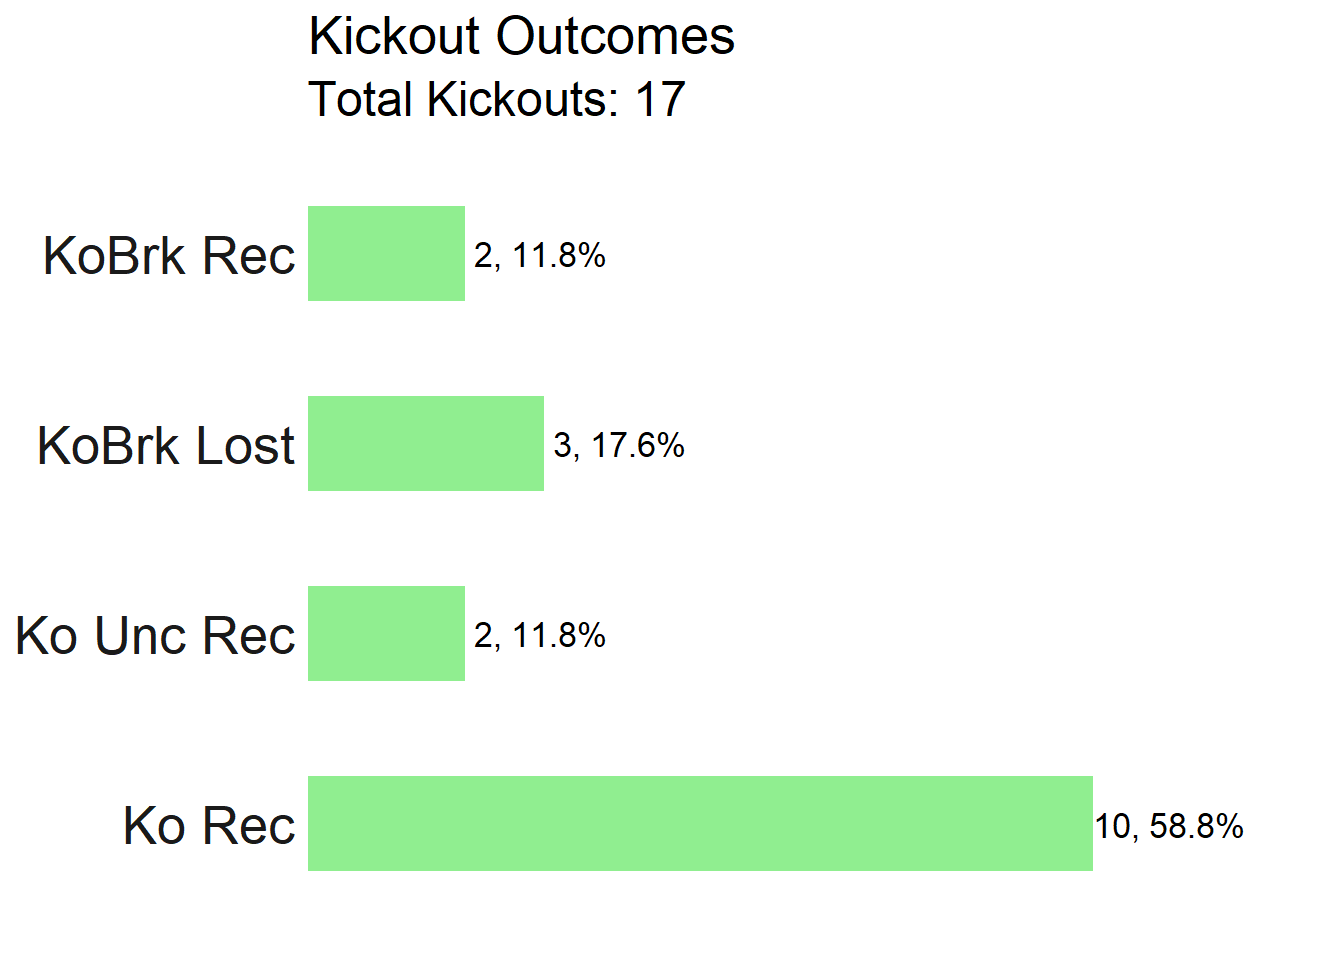 Kickout Outcomes
Total Kickouts: 17
KoBrk Rec 2, 11.8%
KoBrk Lost 3, 17.6%
Ko Unc Rec 2, 11.8%
Ko Rec 10, 58.8%